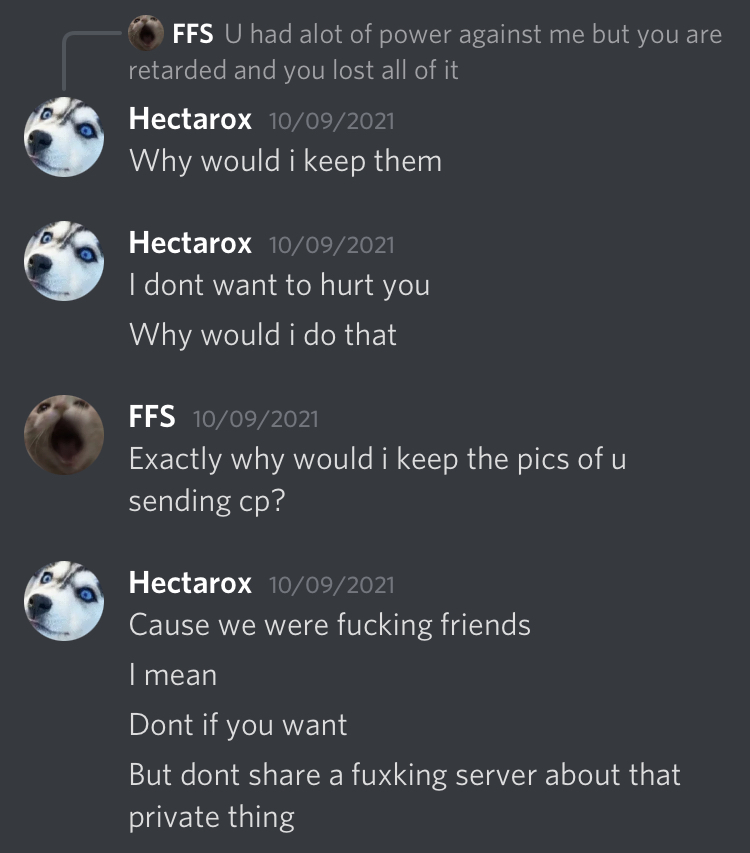 FFS U had alot of power against me but you are
retarded and you lost all of it
Hectarox 10/09/2021
Why would i keep them
Hectarox 10/09/2021
I dont want to hurt you
Why would i do that
FFS 10/09/2021
Exactly why would i keep the pics of u
sending cp?
Hectarox 10/09/2021
Cause we were fucking friends
I mean
Dont if you want
But dont share a fuxking server about that
private thing